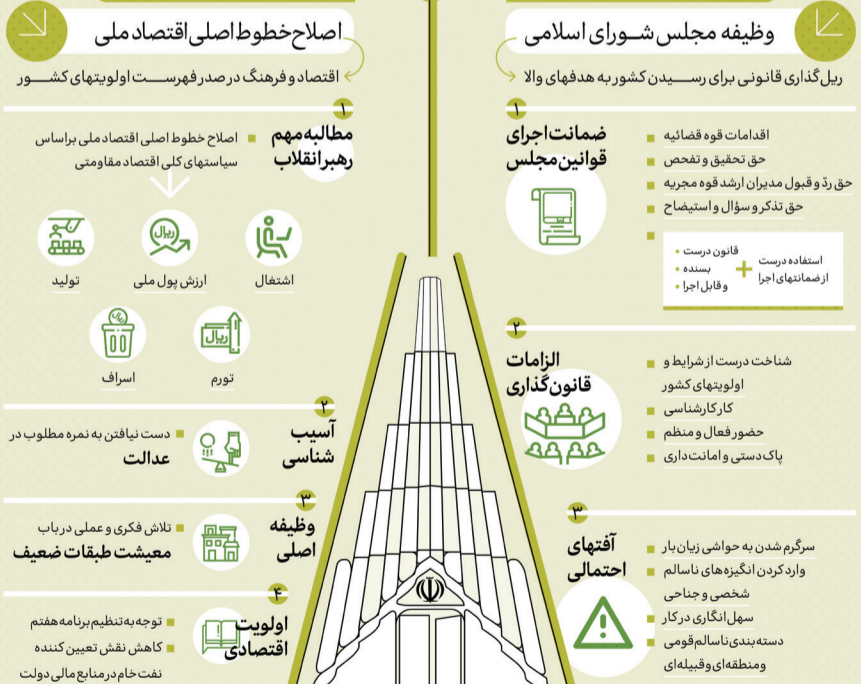 وظیفه مجلس شورای اسلامی
ریل‌گذاری قانونی برای رسیدن کشور به هدفهای والا
۱
ضمانت اجرای
قوانین مجلس
اقدامات قوه قضائیه
حق تحقیق و تفحص
حق ردّ و قبول مدیران ارشد قوه مجریه
حق تذکر و سؤال و استیضاح
استفاده درست
از ضمانتهای اجرا
+
قانون درست
بسنده
و قابل اجرا
۲
الزامات
قانون‌گذاری
شناخت درست از شرایط و
اولویتهای کشور
کار کارشناسی
حضور فعال و منظم
پاک‌دستی و امانت‌داری
۳
آفتهای
احتمالی
سرگرم شدن به حواشی زیان‌بار
وارد کردن انگیزه‌های ناسالم
شخصی و جناحی
سهل‌انگاری در کار
دسته‌بندی ناسالم قومی
و منطقه‌ای و قبیله‌ای
اصلاح خطوط اصلی اقتصاد ملی
اقتصاد و فرهنگ در صدر فهرست اولویتهای کشور
۱
مطالبه مهم
رهبر انقلاب
اصلاح خطوط اصلی اقتصاد ملی براساس
سیاستهای کلی اقتصاد مقاومتی
اشتغال
ریال
ارزش پول ملی
تولید
ریال
تورم
ریال
اسراف
۲
آسیب
شناسی
دست نیافتن به نمره مطلوب در
عدالت
۳
وظیفه
اصلی
تلاش فکری و عملی در باب
معیشت طبقات ضعیف
۴
اولویت
اقتصادی
توجه به تنظیم برنامه هفتم
کاهش نقش تعیین کننده
نفت خام در منابع مالی دولت